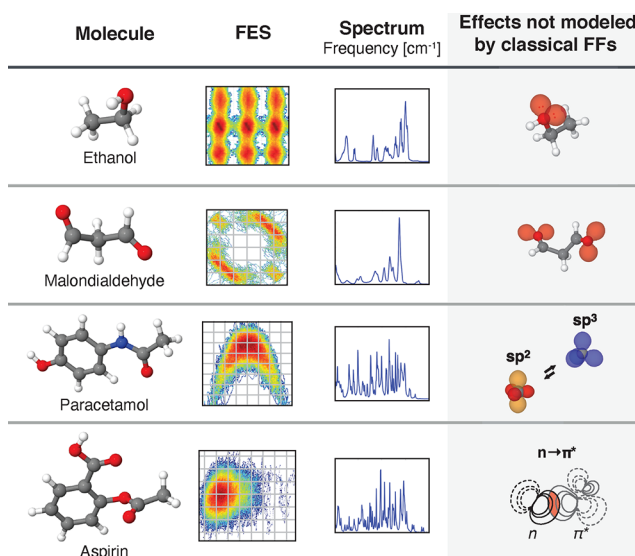 Molecule
FES
Spectrum
Frequency [cm⁻¹]
Effects not modeled
by classical FFs
Ethanol
Malondialdehyde
Paracetamol
sp²
sp³
Aspirin
n→π*
n
π*